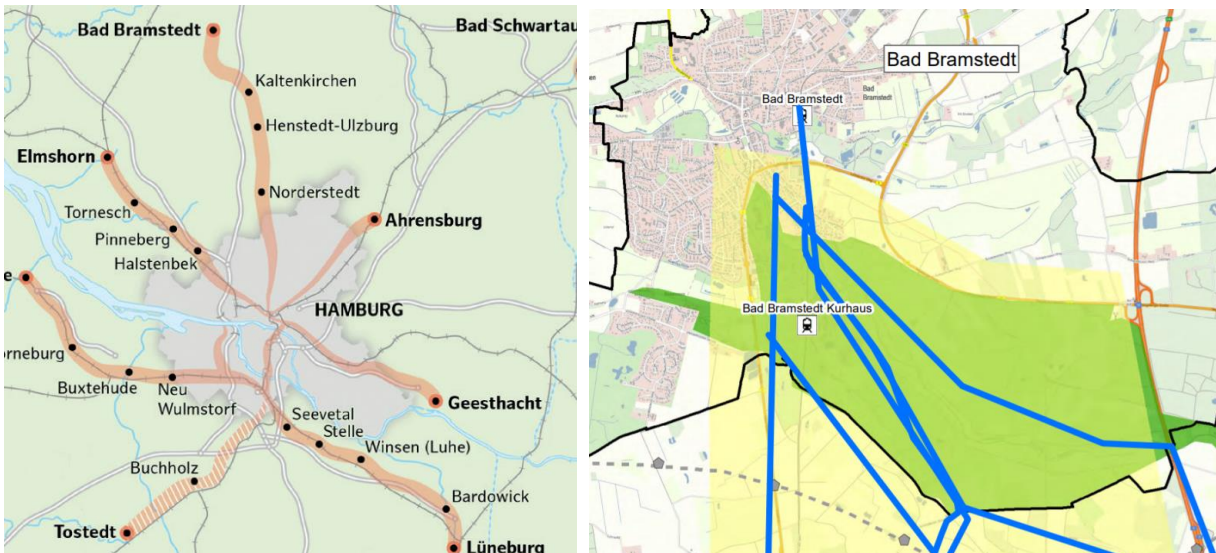 Bad Bramstedt
Bad Schwartau
Kaltenkirchen
Henstedt-Ulzburg
Elmshorn
Norderstedt
Tornesch
Ahrensburg
Pinneberg
Halstenbek
e
HAMBURG
orneburg
Buxtehude
Neu
Wulmstorf
Geesthacht
Seevetal
Stelle
Winsen (Luhe)
Buchholz
Bardowick
Tostedt
Lüneburg
Bad Bramstedt
Bad Bramstedt
Bad
Bramstedt
Bad Bramstedt Kurhaus